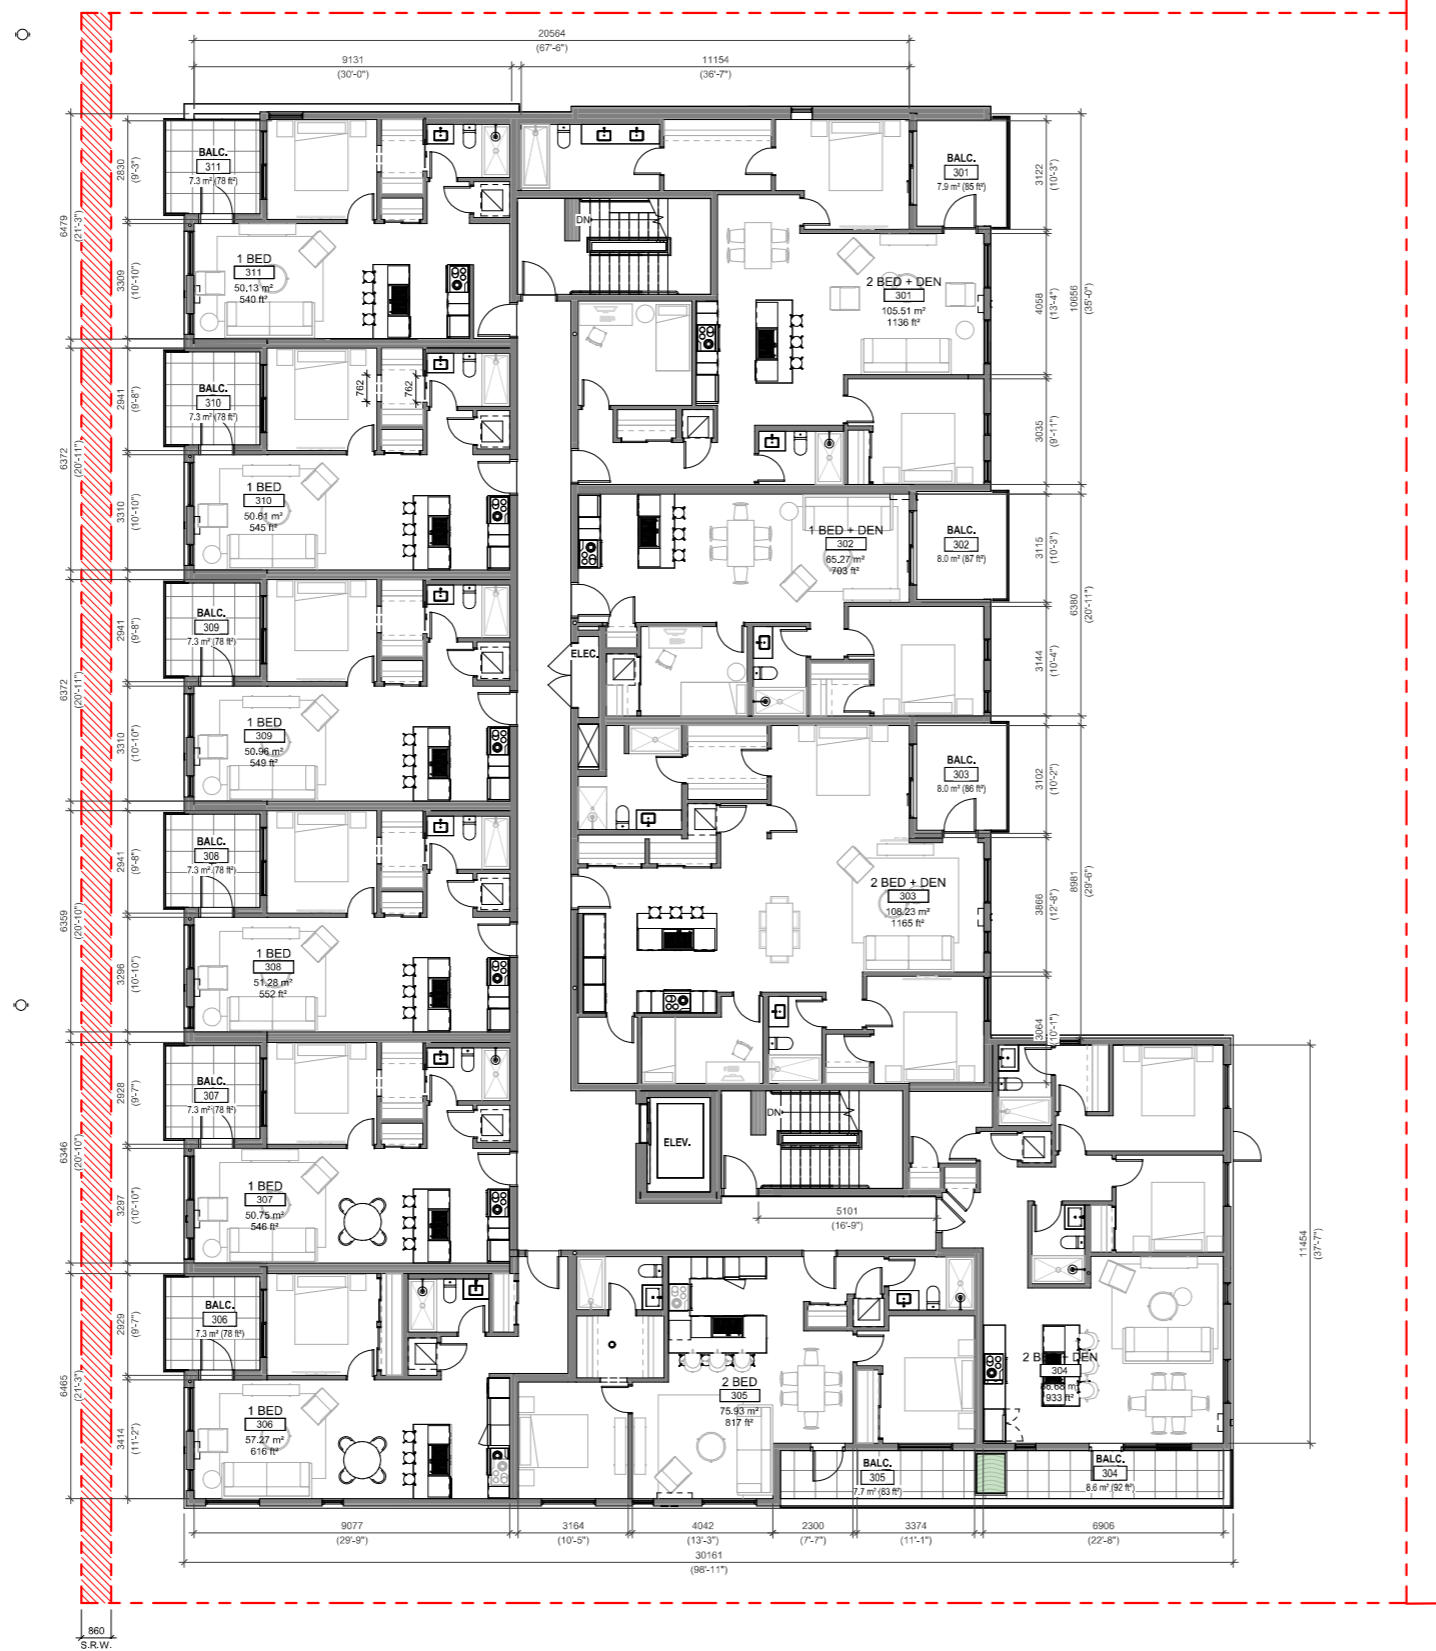 20564
(67'-6")
9131
(30'-0")
11154
(36'-7")
BALC.
311
7.3 m² (78 ft²)
BALC.
301
7.9 m² (85 ft²)
2830
(9'-3")
3122
(10'-3")
DN
6479
(21'-3")
1 BED
311
50.13 m²
540 ft²
2 BED + DEN
301
105.51 m²
1136 ft²
3309
(10'-10")
4058
(13'-4")
10656
(35'-0")
BALC.
310
7.3 m² (78 ft²)
762
762
2941
(9'-8")
3035
(9'-11")
6372
(20'-11")
1 BED
310
50.61 m²
545 ft²
3310
(10'-10")
1 BED + DEN
302
65.27 m²
703 ft²
BALC.
302
8.0 m² (87 ft²)
3115
(10'-3")
6380
(20'-11")
BALC.
309
7.3 m² (78 ft²)
2941
(9'-8")
ELEC.
3144
(10'-4")
6372
(20'-11")
1 BED
309
50.96 m²
549 ft²
3310
(10'-10")
BALC.
303
8.0 m² (86 ft²)
3102
(10'-2")
BALC.
308
7.3 m² (78 ft²)
2941
(9'-8")
2 BED + DEN
303
108.23 m²
1165 ft²
3866
(12'-8")
8981
(29'-6")
6359
(20'-10")
1 BED
308
51.28 m²
552 ft²
3296
(10'-10")
3064
(10'-1")
BALC.
307
7.3 m² (78 ft²)
2928
(9'-7")
DN
ELEV.
6346
(20'-10")
1 BED
307
50.75 m²
546 ft²
3297
(10'-10")
5101
(16'-9")
11454
(37'-7")
BALC.
306
7.3 m² (78 ft²)
2929
(9'-7")
6465
(21'-3")
1 BED
306
57.27 m²
616 ft²
3414
(11'-2")
2 BED
305
75.93 m²
817 ft²
2 BED + DEN
304
933 ft²
BALC.
305
7.7 m² (83 ft²)
BALC.
304
8.6 m² (92 ft²)
9077
(29'-9")
3164
(10'-5")
4042
(13'-3")
2300
(7'-7")
3374
(11'-1")
6906
(22'-8")
30161
(98'-11")
860
S.R.W.